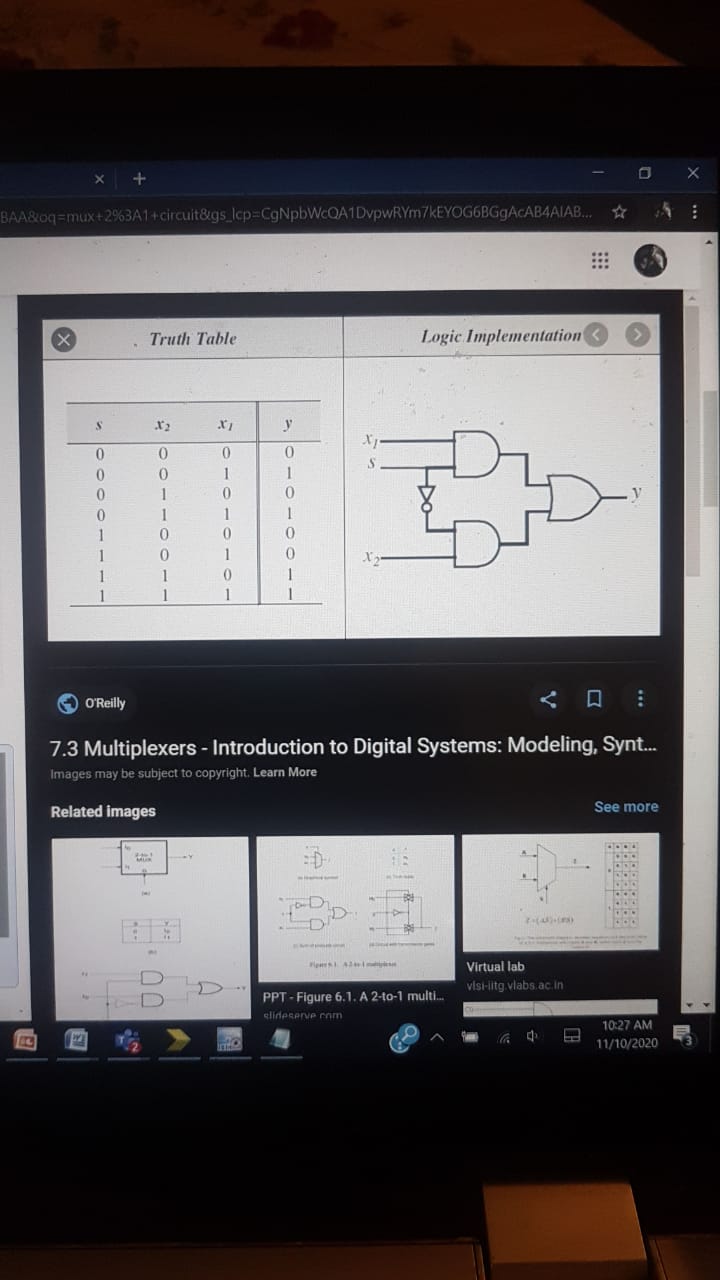 BAA&oq=mux+2%3A1+circuit&gs_lcp=CgNpbWcQA1DvpwRYm7kEYOG6BGgAcAB4AIAB...
Truth Table
Logic Implementation
s x2 x1 y
0 0 0 0
0 0 1 1
0 1 0 0
0 1 1 1
1 0 0 0
1 0 1 0
1 1 0 1
1 1 1 1
x1
s
x2
y
O'Reilly
7.3 Multiplexers - Introduction to Digital Systems: Modeling, Synt...
Images may be subject to copyright. Learn More
Related images
See more
2-to-1
MUX
Figure 6.1. A 2-to-1 multiplexer
PPT - Figure 6.1. A 2-to-1 multi...
slideserve.com
Virtual lab
vlsi-iitg.vlabs.ac.in
2
10:27 AM
11/10/2020
3